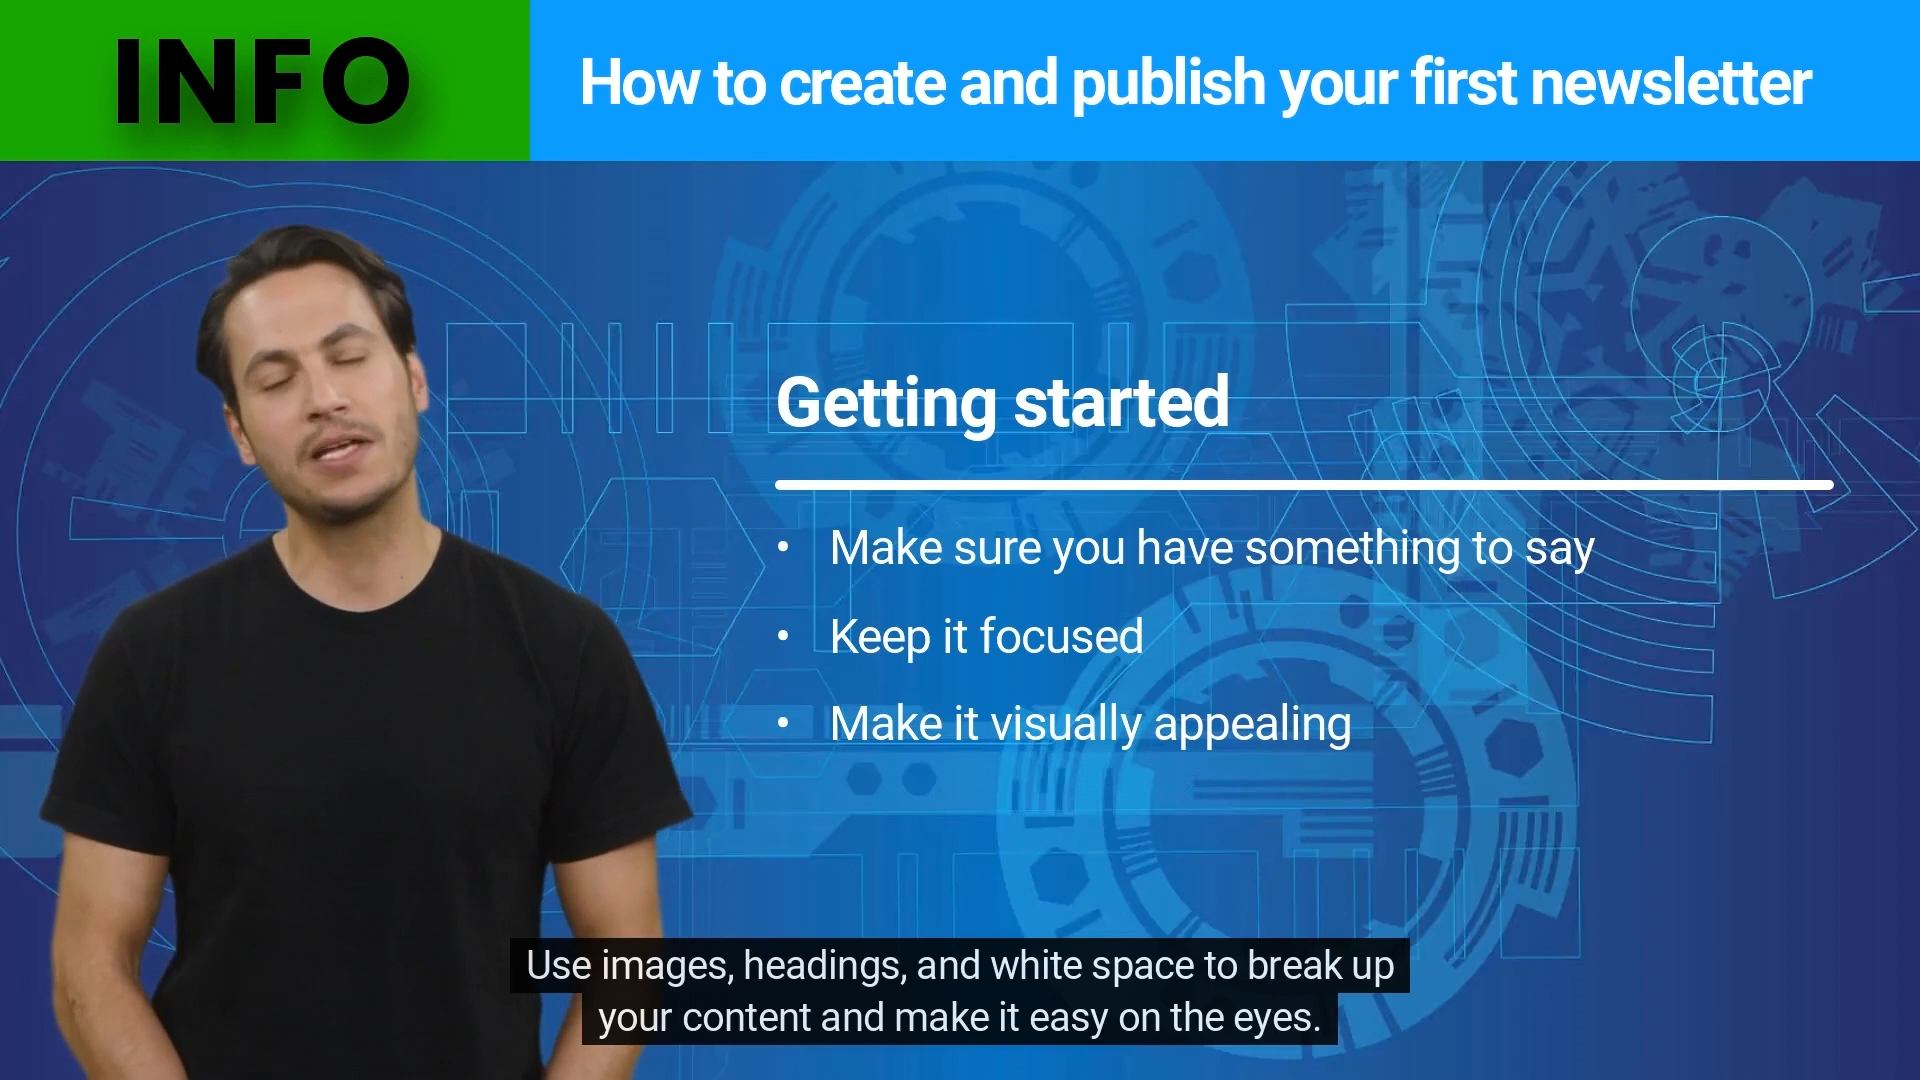 INFO
How to create and publish your first newsletter
Getting started
• Make sure you have something to say
• Keep it focused
• Make it visually appealing
Use images, headings, and white space to break up
your content and make it easy on the eyes.